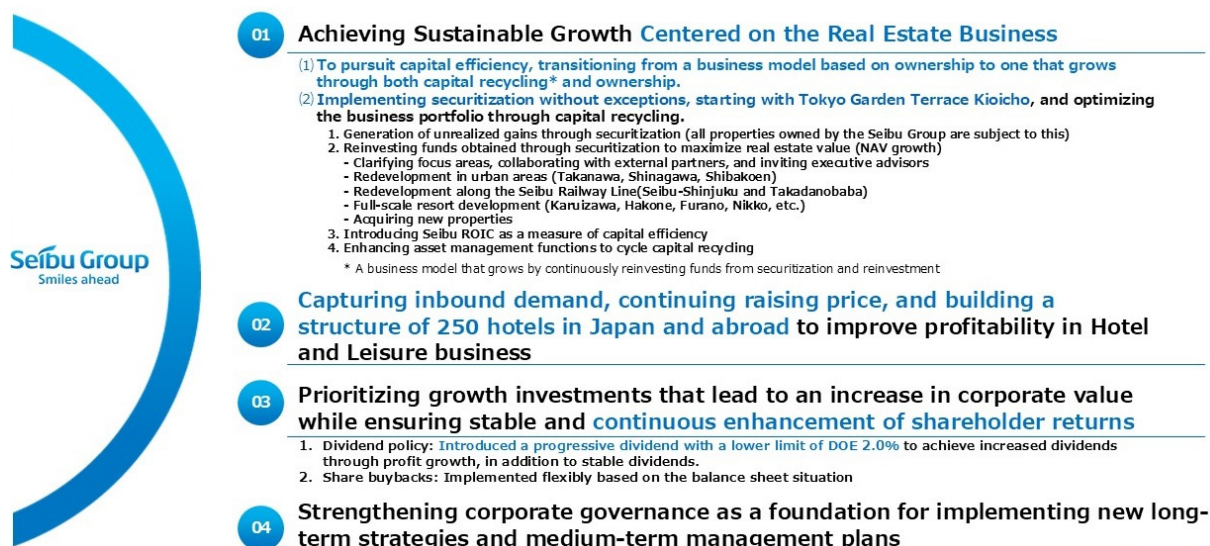 Seibu Group
Smiles ahead
01
Achieving Sustainable Growth Centered on the Real Estate Business
(1) To pursuit capital efficiency, transitioning from a business model based on ownership to one that grows
through both capital recycling* and ownership.
(2) Implementing securitization without exceptions, starting with Tokyo Garden Terrace Kioicho, and optimizing
the business portfolio through capital recycling.
1. Generation of unrealized gains through securitization (all properties owned by the Seibu Group are subject to this)
2. Reinvesting funds obtained through securitization to maximize real estate value (NAV growth)
- Clarifying focus areas, collaborating with external partners, and inviting executive advisors
- Redevelopment in urban areas (Takanawa, Shinagawa, Shibakoen)
- Redevelopment along the Seibu Railway Line(Seibu-Shinjuku and Takadanobaba)
- Full-scale resort development (Karuizawa, Hakone, Furano, Nikko, etc.)
- Acquiring new properties
3. Introducing Seibu ROIC as a measure of capital efficiency
4. Enhancing asset management functions to cycle capital recycling
* A business model that grows by continuously reinvesting funds from securitization and reinvestment
02
Capturing inbound demand, continuing raising price, and building a
structure of 250 hotels in Japan and abroad to improve profitability in Hotel
and Leisure business
03
Prioritizing growth investments that lead to an increase in corporate value
while ensuring stable and continuous enhancement of shareholder returns
1. Dividend policy: Introduced a progressive dividend with a lower limit of DOE 2.0% to achieve increased dividends
through profit growth, in addition to stable dividends.
2. Share buybacks: Implemented flexibly based on the balance sheet situation
04
Strengthening corporate governance as a foundation for implementing new long-
term strategies and medium-term management plans